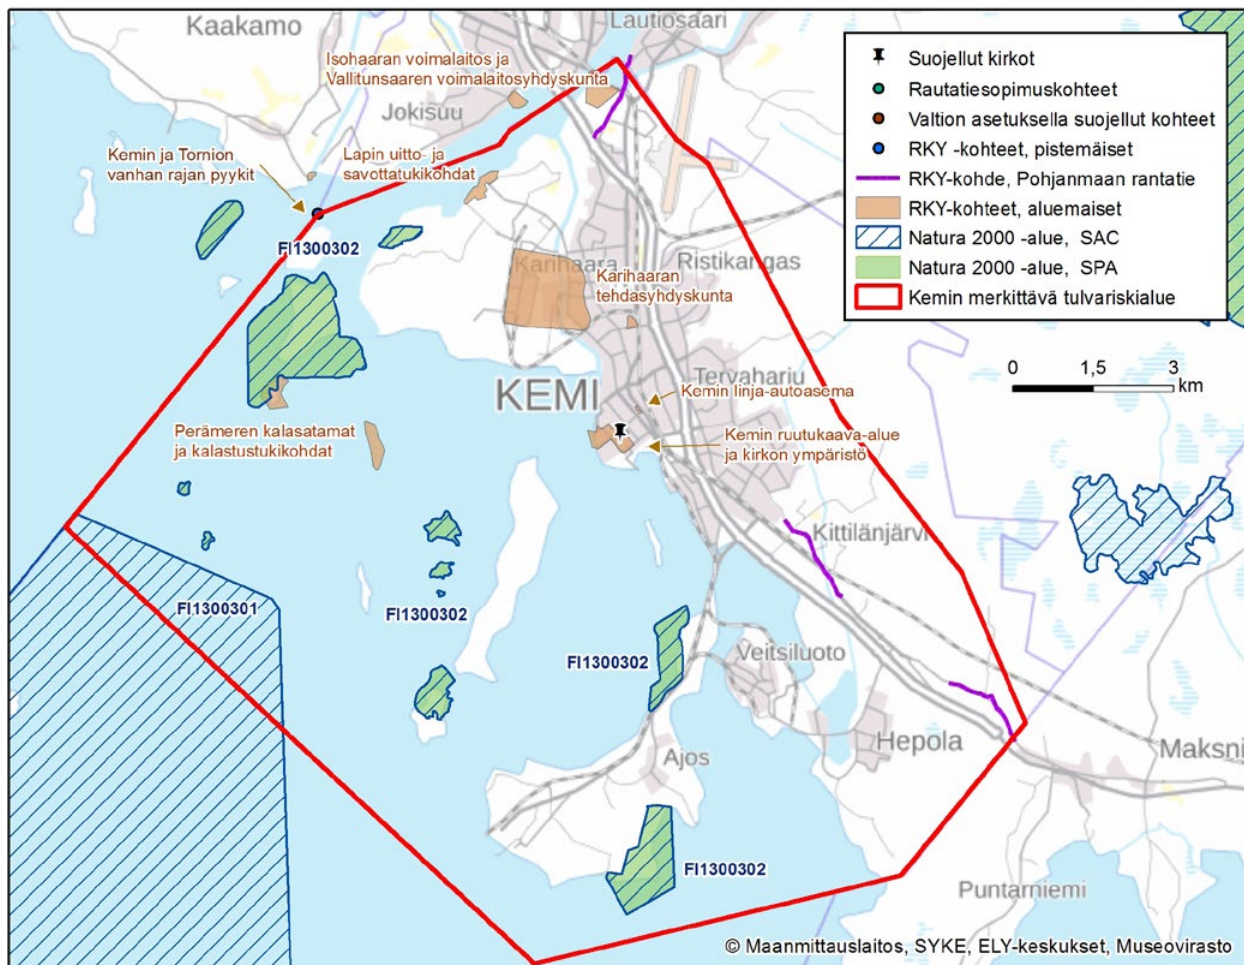 Kaakamo
Lautiosaari
Isohaaran voimalaitos ja
Vallitunsaaren voimalaitosyhdyskunta
Jokisuu
Kemin ja Tornion
vanhan rajan pyykit
Lapin uitto- ja
savottatukikohdat
FI1300302
Karihaara
Ristikangas
Karihaaran
tehdasyhdyskunta
KEMI
Tervaharju
Kemin linja-autoasema
Kemin ruutukaava-alue
ja kirkon ympäristö
Perämeren kalasatamat
ja kalastustukikohdat
Kittilänjärvi
FI1300301
FI1300302
FI1300302
Veitsiluoto
Hepola
Maksni
Ajos
FI1300302
Puntarniemi
Suojellut kirkot
Rautatiesopimuskohteet
Valtion asetuksella suojellut kohteet
RKY -kohteet, pistemäiset
RKY-kohde, Pohjanmaan rantatie
RKY-kohteet, aluemaiset
Natura 2000 -alue, SAC
Natura 2000 -alue, SPA
Kemin merkittävä tulvariskialue
0 1,5 3
km
© Maanmittauslaitos, SYKE, ELY-keskukset, Museovirasto